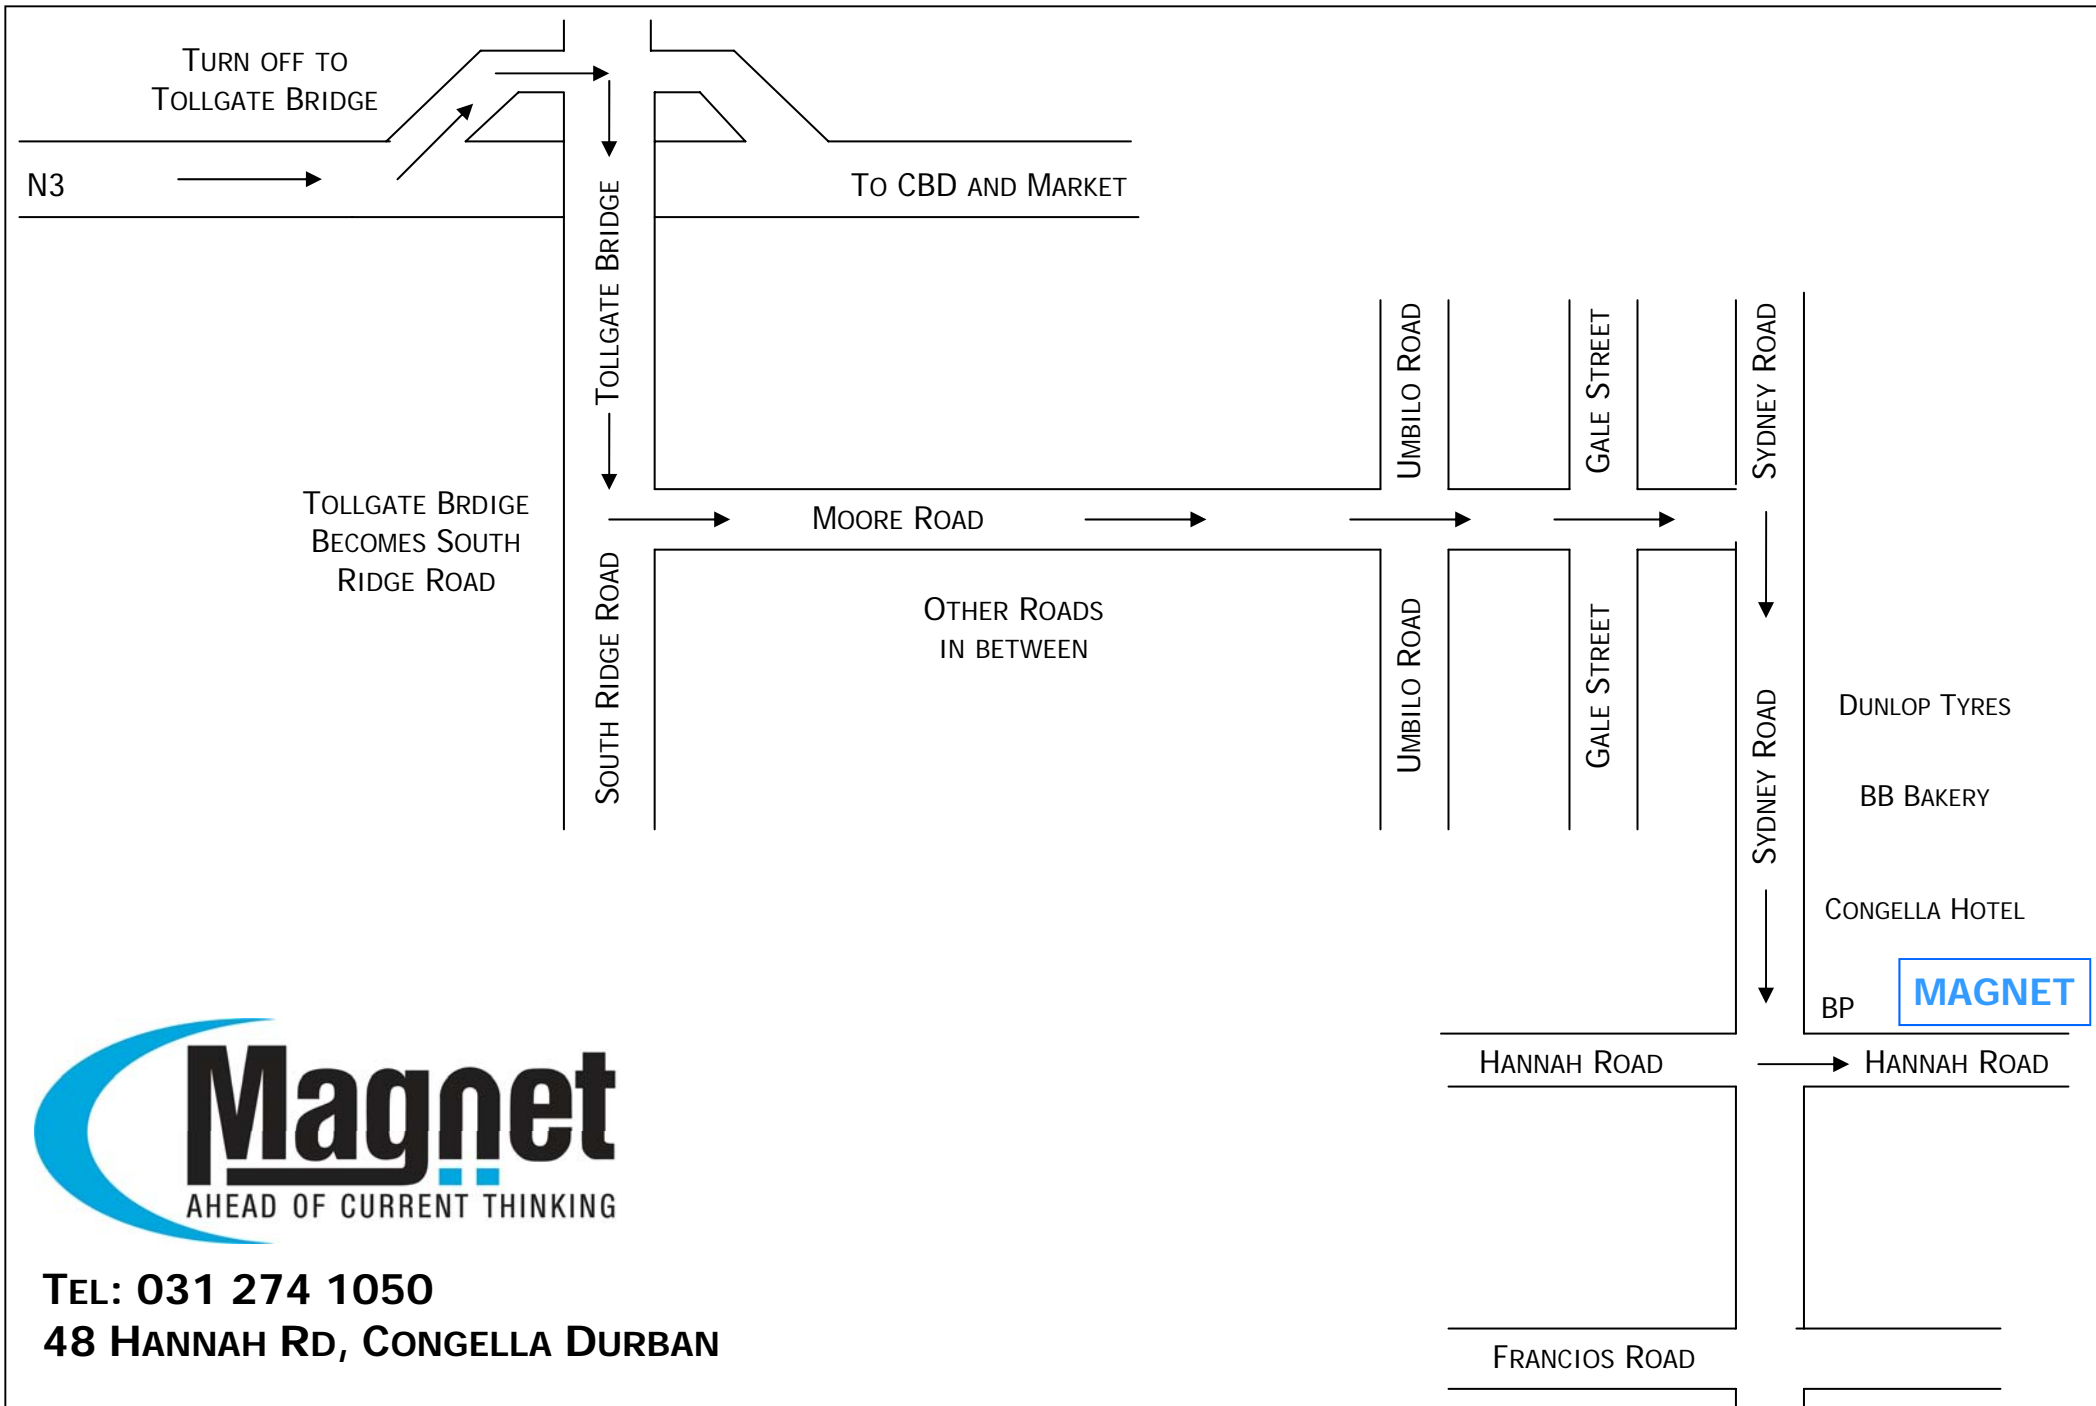 Turn off to
Tollgate Bridge
N3
To CBD and Market
Tollgate Bridge
Umbilo Road
Gale Street
Sydney Road
Tollgate Brdige
Becomes South
Ridge Road
Moore Road
South Ridge Road
Other Roads
in between
Umbilo Road
Gale Street
Sydney Road
Dunlop Tyres
BB Bakery
Congella Hotel
BP
MAGNET
Hannah Road
Hannah Road
Magnet
AHEAD OF CURRENT THINKING
Tel: 031 274 1050
48 Hannah Rd, Congella Durban
Francios Road